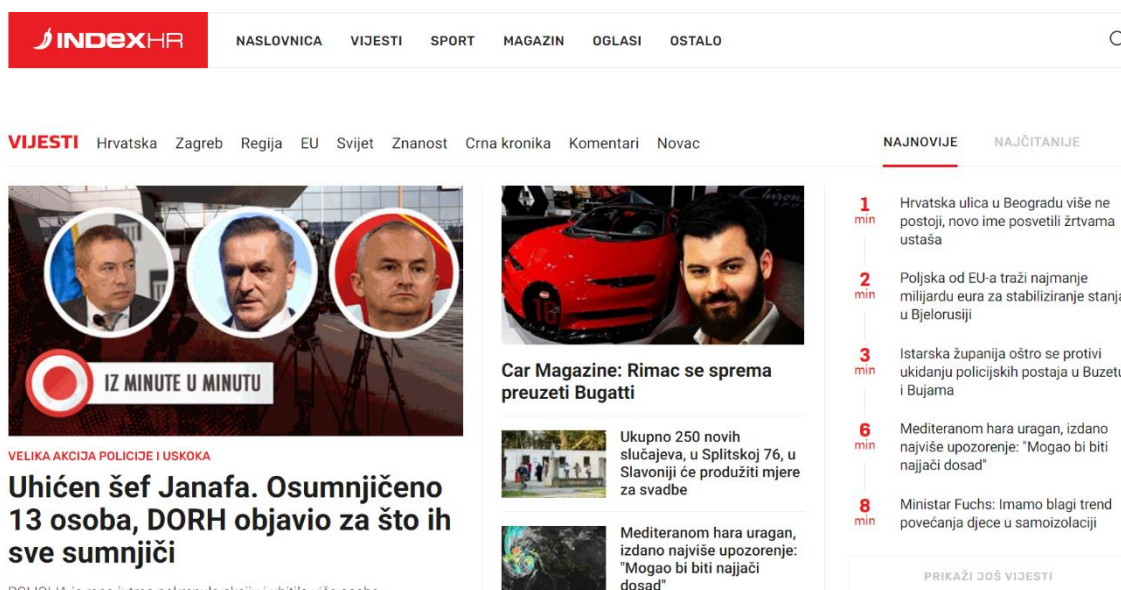 INDEXHR
NASLOVNICA VIJESTI SPORT MAGAZIN OGLASI OSTALO
VIJESTI Hrvatska Zagreb Regija EU Svijet Znanost Crna kronika Komentari Novac
IZ MINUTE U MINUTU
VELIKA AKCIJA POLICIJE I USKOKA
Uhićen šef Janafa. Osumnjičeno
13 osoba, DORH objavio za što ih
sve sumnjiči
Car Magazine: Rimac se sprema
preuzeti Bugatti
Ukupno 250 novih
slučajeva, u Splitskoj 76, u
Slavoniji će produžiti mjere
za svadbe
Mediteranom hara uragan,
izdano najviše upozorenje:
"Mogao bi biti najjači
dosad"
NAJNOVIJE NAJČITANIJE
1 min
Hrvatska ulica u Beogradu više ne
postoji, novo ime posvetili žrtvama
ustaša
2 min
Poljska od EU-a traži najmanje
milijardu eura za stabiliziranje stanja
u Bjelorusiji
3 min
Istarska županija oštro se protivi
ukidanju policijskih postaja u Buzetu
i Bujama
6 min
Mediteranom hara uragan, izdano
najviše upozorenje: "Mogao bi biti
najjači dosad"
8 min
Ministar Fuchs: Imamo blagi trend
povećanja djece u samoizolaciji
PRIKAŽI JOŠ VIJESTI